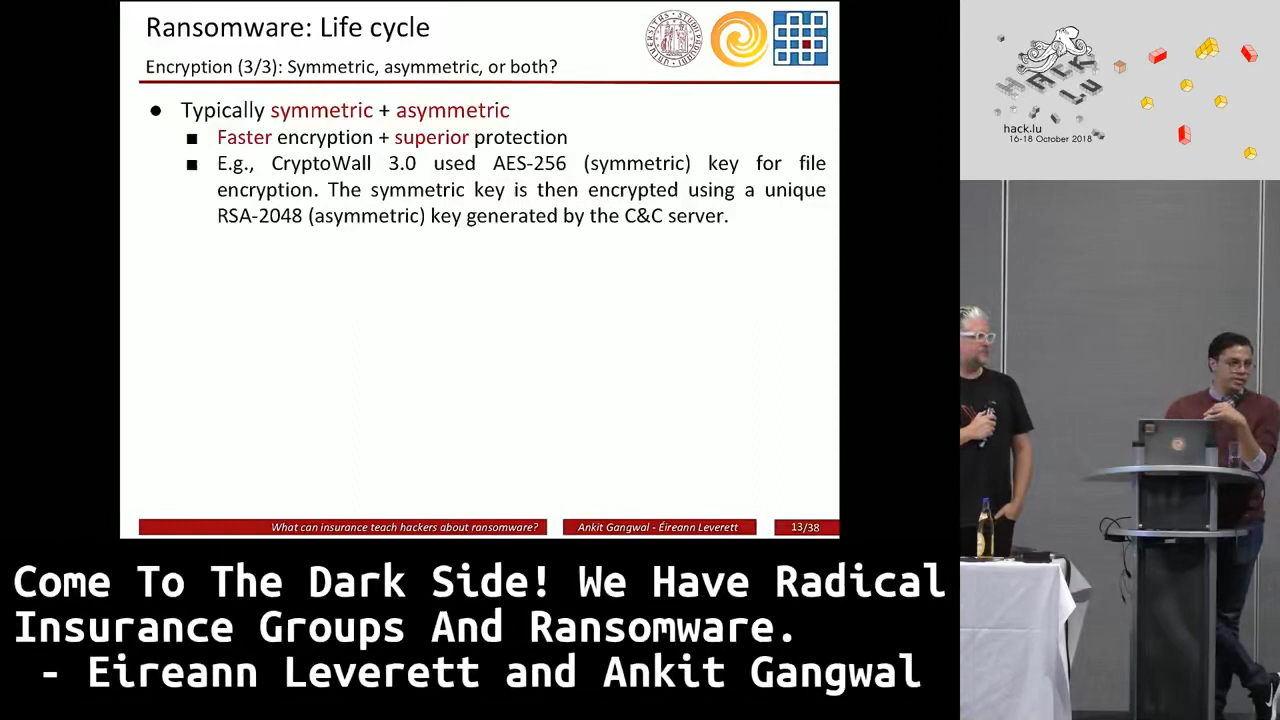 Ransomware: Life cycle
Encryption (3/3): Symmetric, asymmetric, or both?
● Typically symmetric + asymmetric
■ Faster encryption + superior protection
■ E.g., CryptoWall 3.0 used AES-256 (symmetric) key for file
encryption. The symmetric key is then encrypted using a unique
RSA-2048 (asymmetric) key generated by the C&C server.
What can insurance teach hackers about ransomware?
Ankit Gangwal - Éireann Leverett
13/38
HACK
LU
hack.lu
16-18 October 2018
Come To The Dark Side! We Have Radical
Insurance Groups And Ransomware.
- Eireann Leverett and Ankit Gangwal